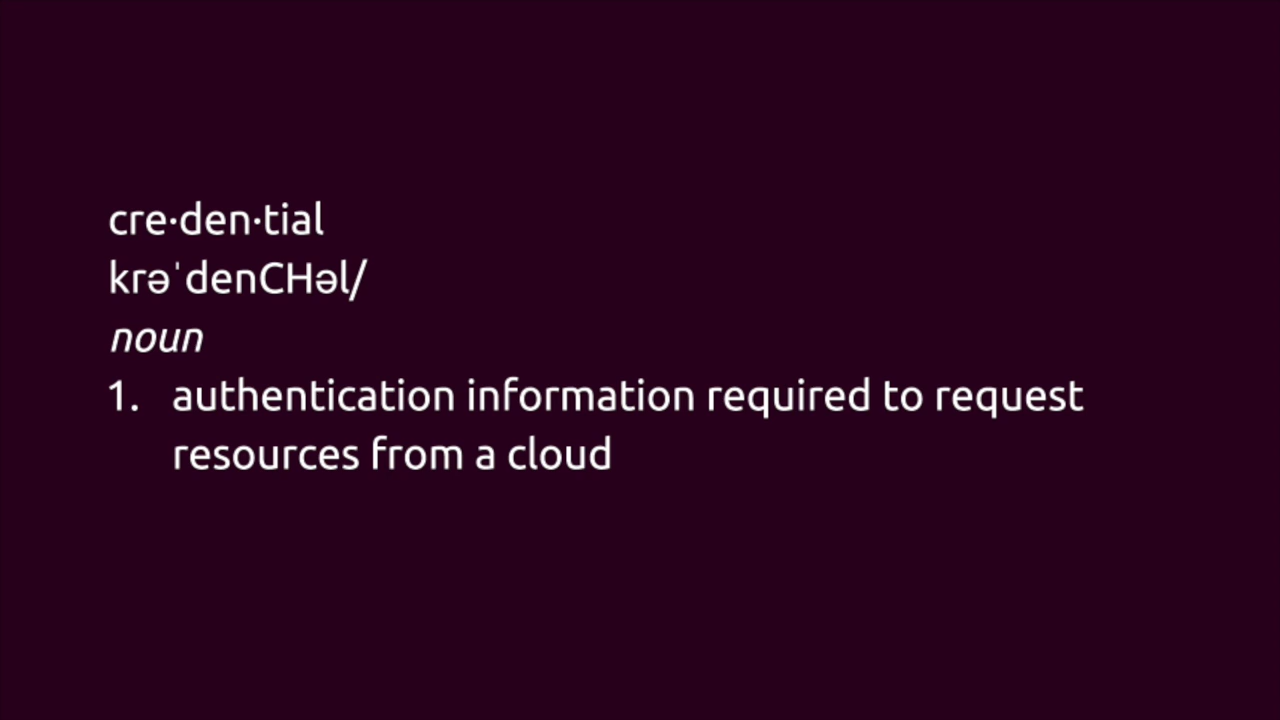 cre·den·tial
krəˈdenCHəl/
noun
1. authentication information required to request
resources from a cloud